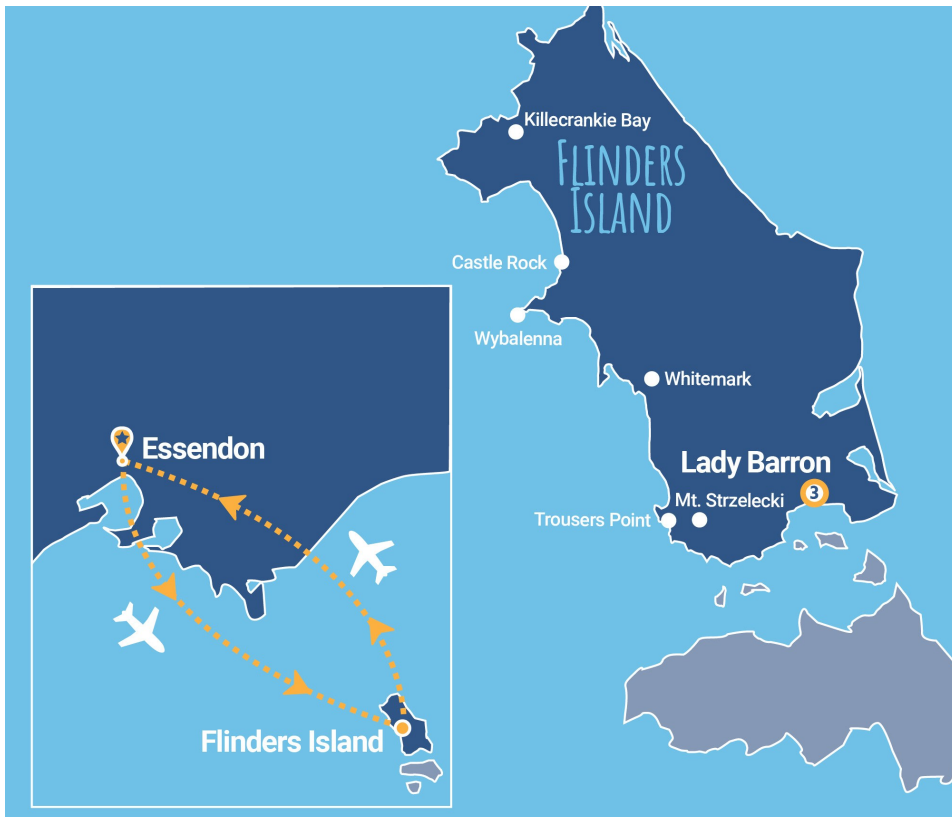 Killecrankie Bay
FLINDERS
ISLAND
Castle Rock
Wybalenna
Whitemark
Lady Barron
3
Mt. Strzelecki
Trousers Point
Essendon
Flinders Island